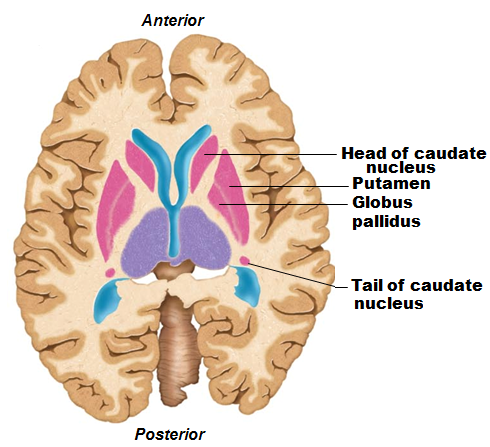 Anterior
Head of caudate
nucleus
Putamen
Globus
pallidus
Tail of caudate
nucleus
Posterior